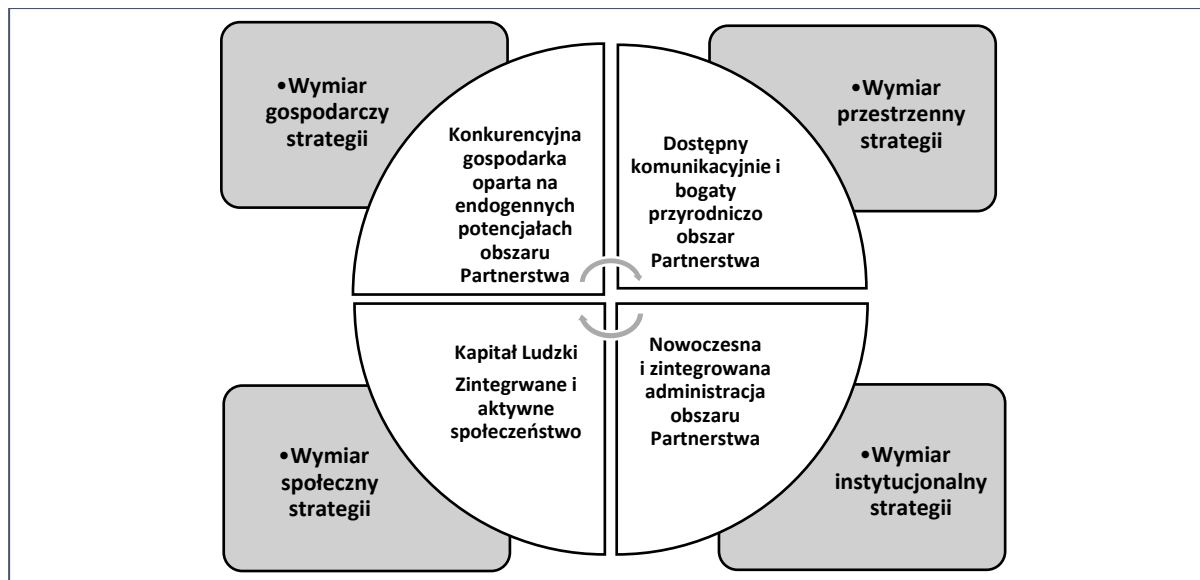 •Wymiar
gospodarczy
strategii
Konkurencyjna
gospodarka
oparta na
endogennych
potencjałach
obszaru
Partnerstwa
•Wymiar
przestrzenny
strategii
Dostępny
komunikacyjnie i
bogaty
przyrodniczo
obszar
Partnerstwa
Kapitał Ludzki
Zintegrwane i
aktywne
społeczeństwo
•Wymiar
społeczny
strategii
Nowoczesna
i zintegrowana
administracja
obszaru
Partnerstwa
•Wymiar
instytucjonalny
strategii